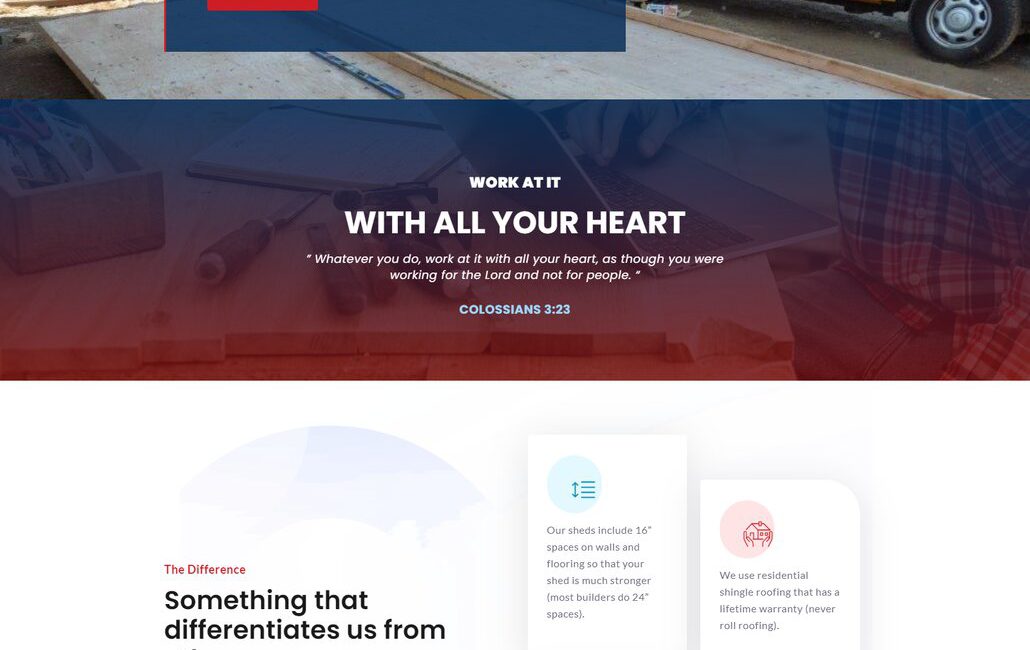 WORK AT IT
WITH ALL YOUR HEART
” Whatever you do, work at it with all your heart, as though you were
working for the Lord and not for people. “
COLOSSIANS 3:23
The Difference
Something that
differentiates us from
Our sheds include 16”
spaces on walls and
flooring so that your
shed is much stronger
(most builders do 24”
spaces).
We use residential
shingle roofing that has a
lifetime warranty (never
roll roofing).